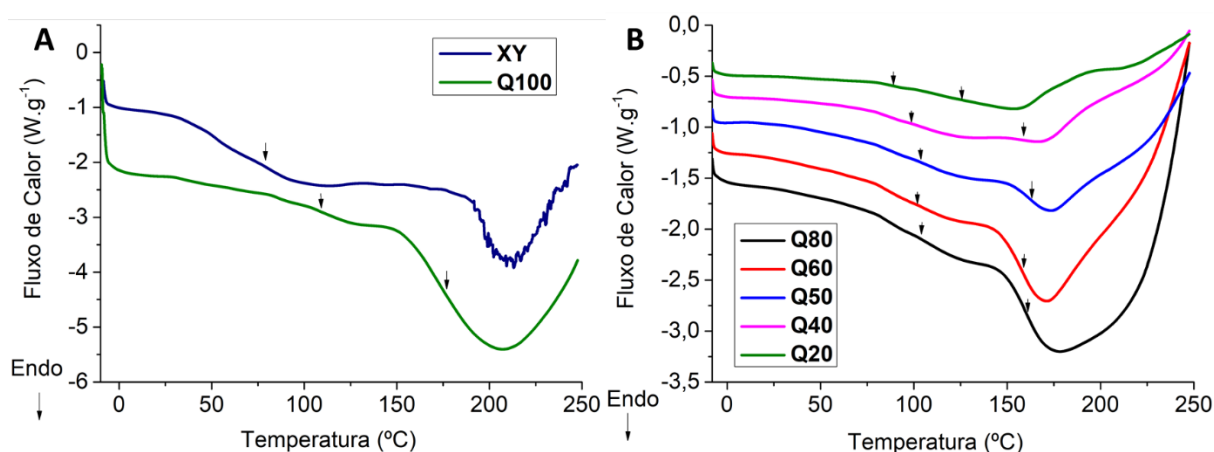 A
XY
Q100
0
-1
-2
-3
-4
-5
-6
Fluxo de Calor (W.g⁻¹)
Endo
0 50 100 150 200 250
Temperatura (ºC)
B
0,0
-0,5
-1,0
-1,5
-2,0
-2,5
-3,0
-3,5
Fluxo de Calor (W.g⁻¹)
Q80
Q60
Q50
Q40
Q20
Endo
0 50 100 150 200 250
Temperatura (ºC)